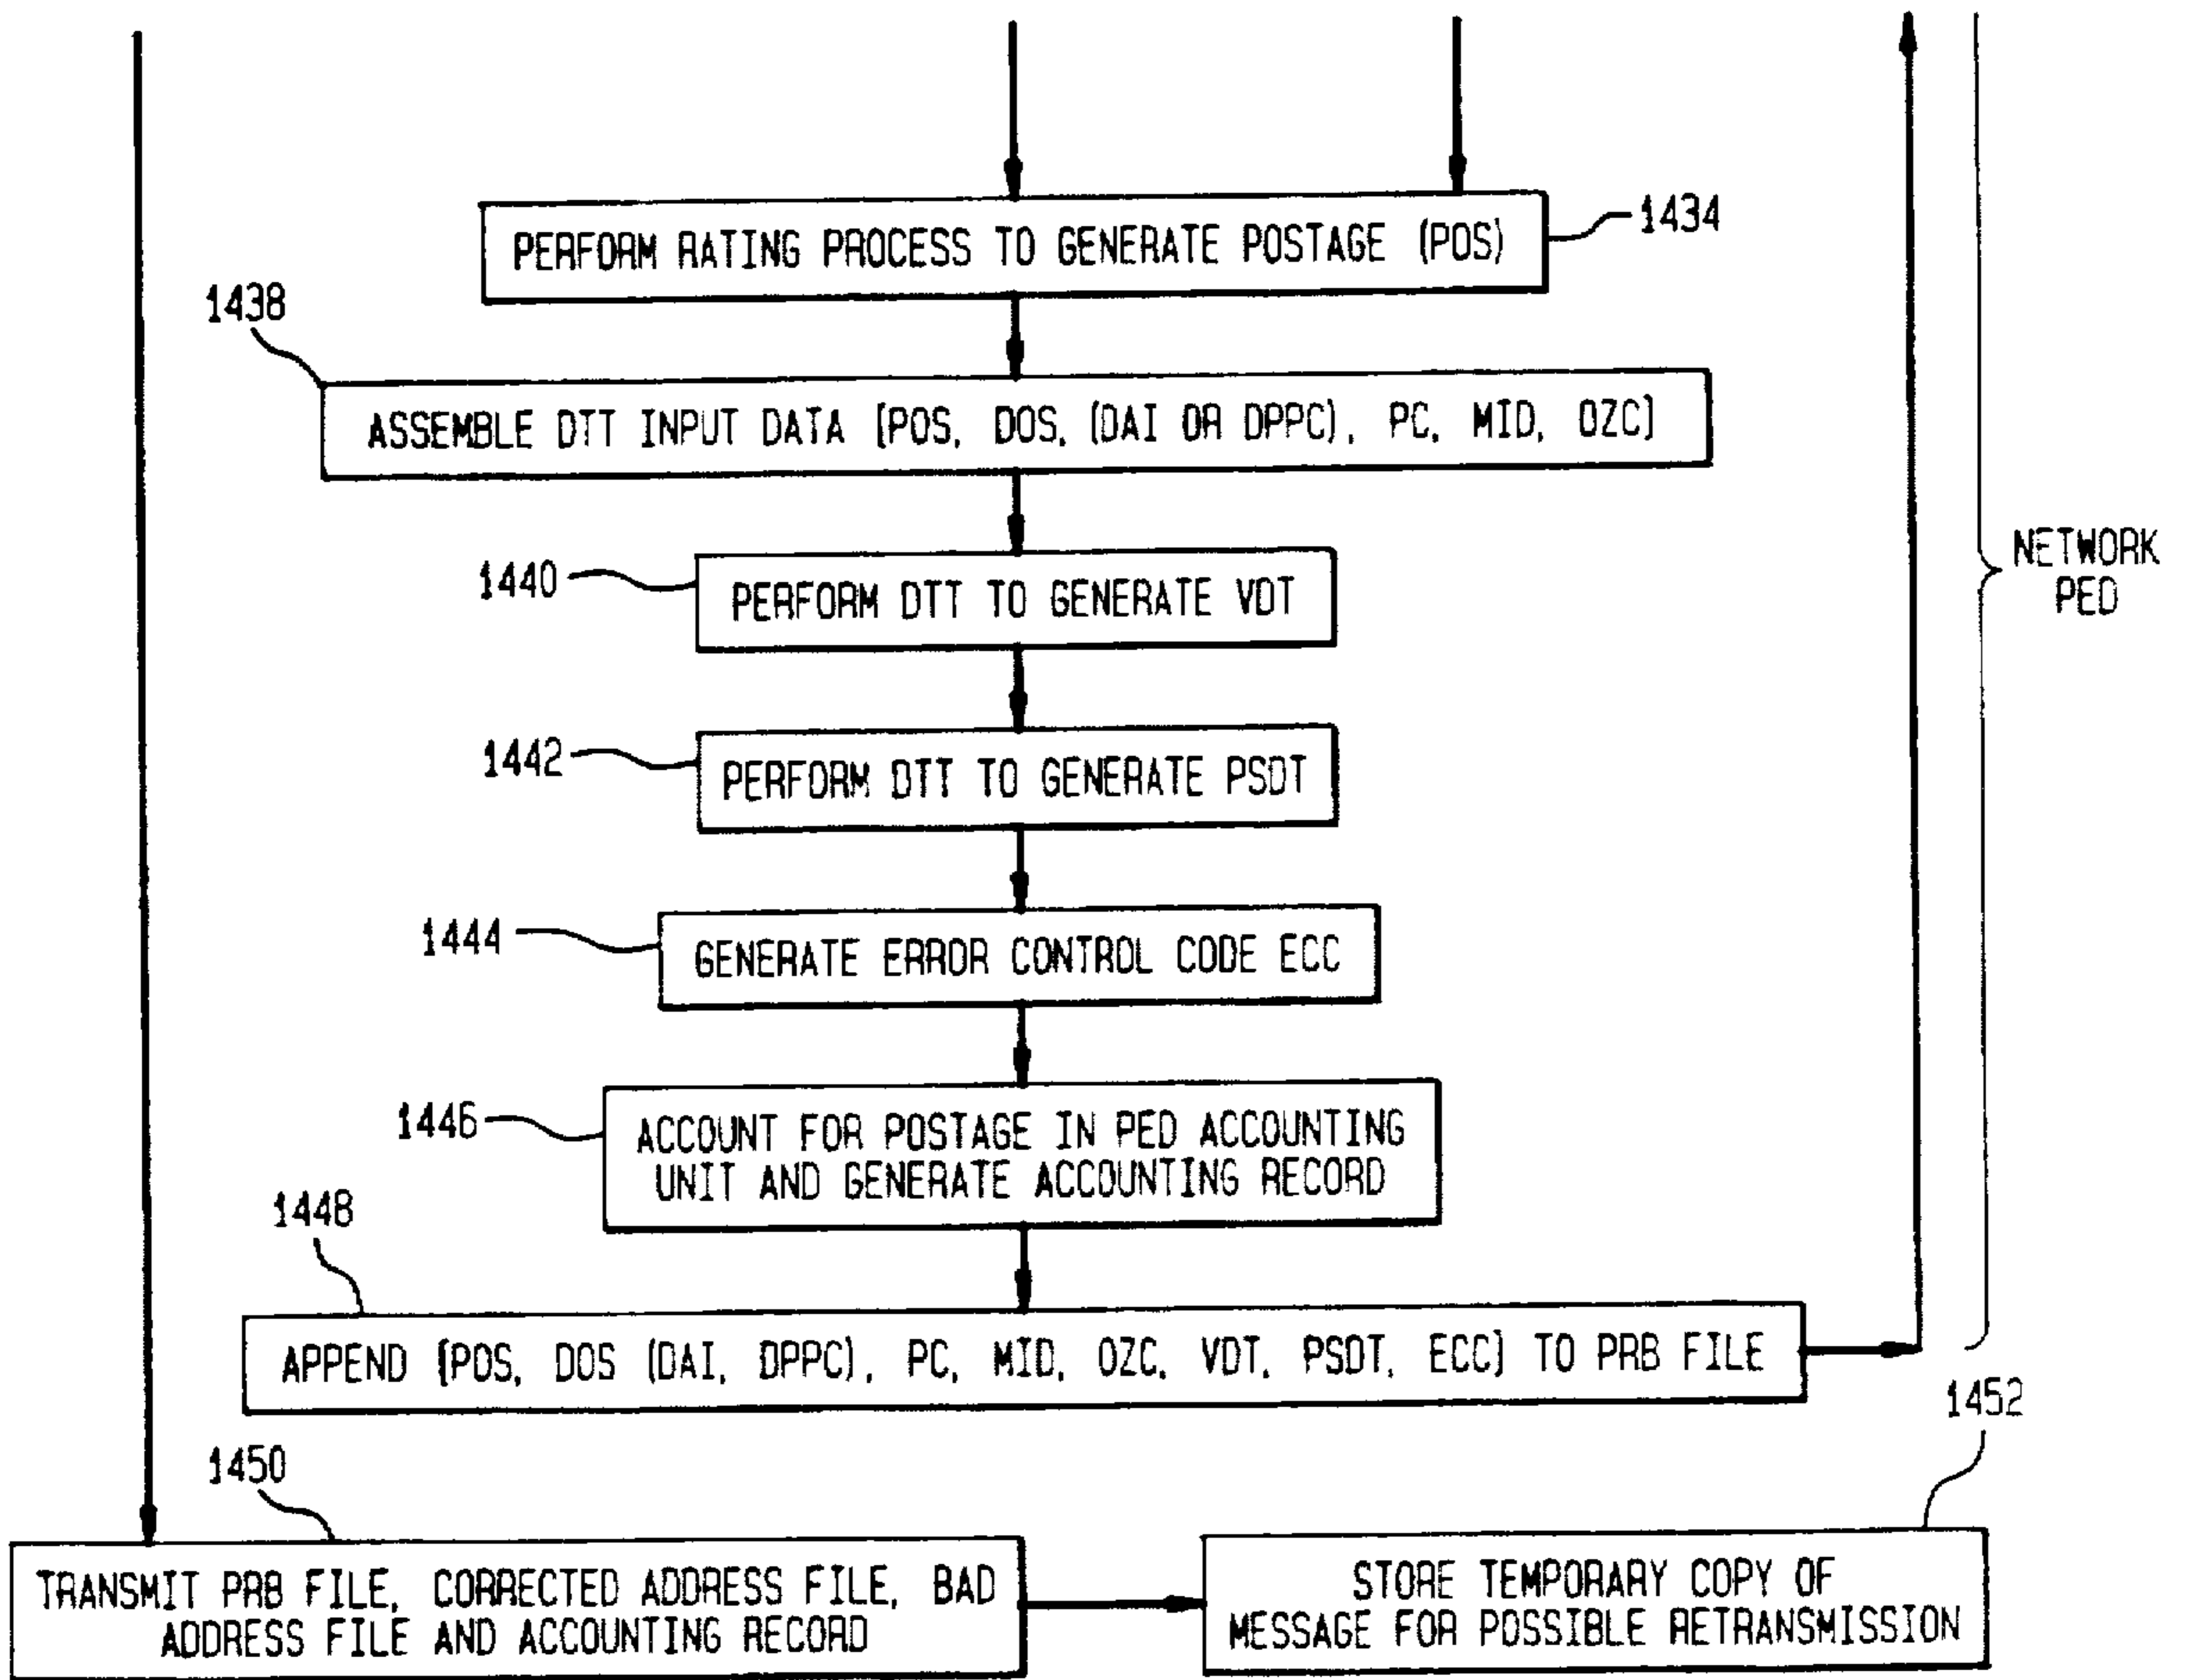 1434
PERFORM RATING PROCESS TO GENERATE POSTAGE (POS)
1438
ASSEMBLE DTT INPUT DATA [POS, DOS, (DAI OR DPPC), PC, MID, OZC]
NETWORK
PED
1440
PERFORM DTT TO GENERATE VDT
1442
PERFORM DTT TO GENERATE PSDT
1444
GENERATE ERROR CONTROL CODE ECC
1446
ACCOUNT FOR POSTAGE IN PED ACCOUNTING
UNIT AND GENERATE ACCOUNTING RECORD
1448
APPEND [POS, DOS (DAI, DPPC), PC, MID, OZC, VDT, PSDT, ECC] TO PRB FILE
1450
TRANSMIT PRB FILE, CORRECTED ADDRESS FILE, BAD
ADDRESS FILE AND ACCOUNTING RECORD
1452
STORE TEMPORARY COPY OF
MESSAGE FOR POSSIBLE RETRANSMISSION